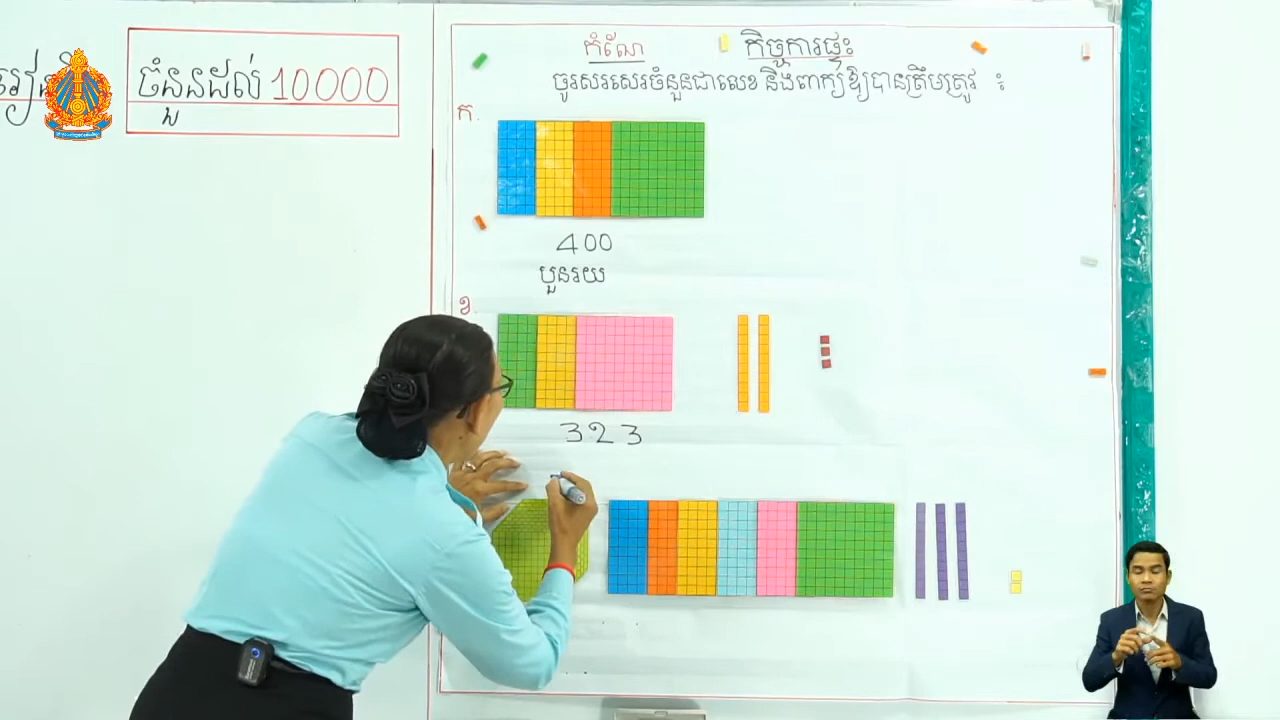 ចំនួនដល់ 10000
កំណែ កិច្ចការផ្ទះ
ចូរសរសេរចំនួនជាលេខ និងពាក្យឱ្យបានត្រឹមត្រូវ ៖
ក.
400
បួនរយ
ខ.
323